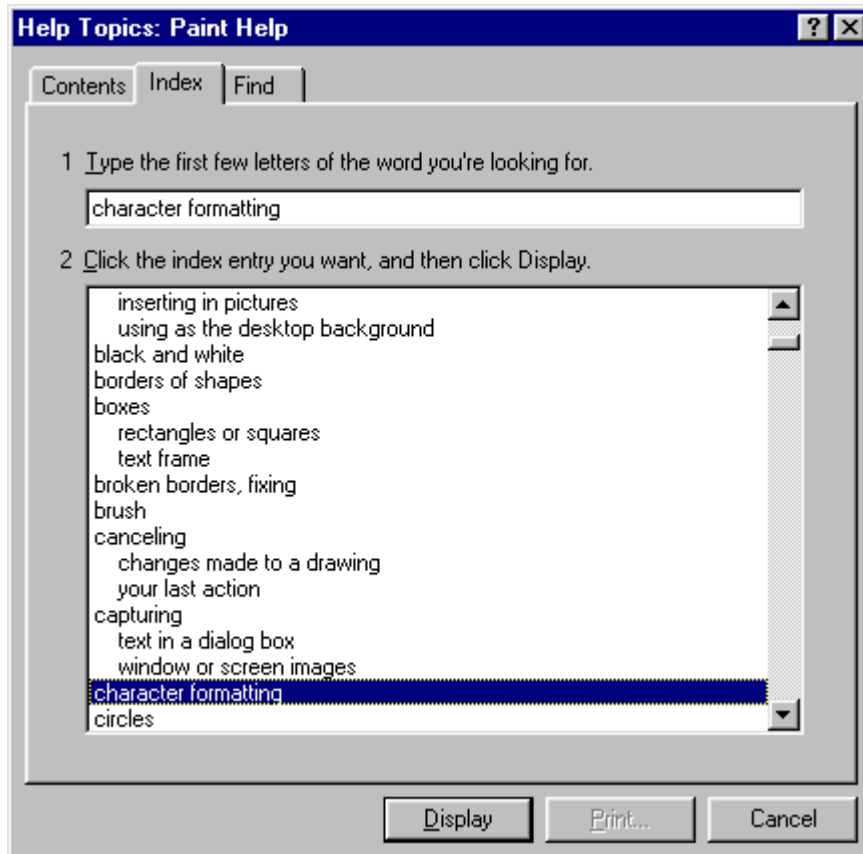 Help Topics: Paint Help
Contents Index Find
1 Type the first few letters of the word you're looking for.
character formatting
2 Click the index entry you want, and then click Display.
inserting in pictures
using as the desktop background
black and white
borders of shapes
boxes
rectangles or squares
text frame
broken borders, fixing
brush
canceling
changes made to a drawing
your last action
capturing
text in a dialog box
window or screen images
character formatting
circles
Display Print... Cancel